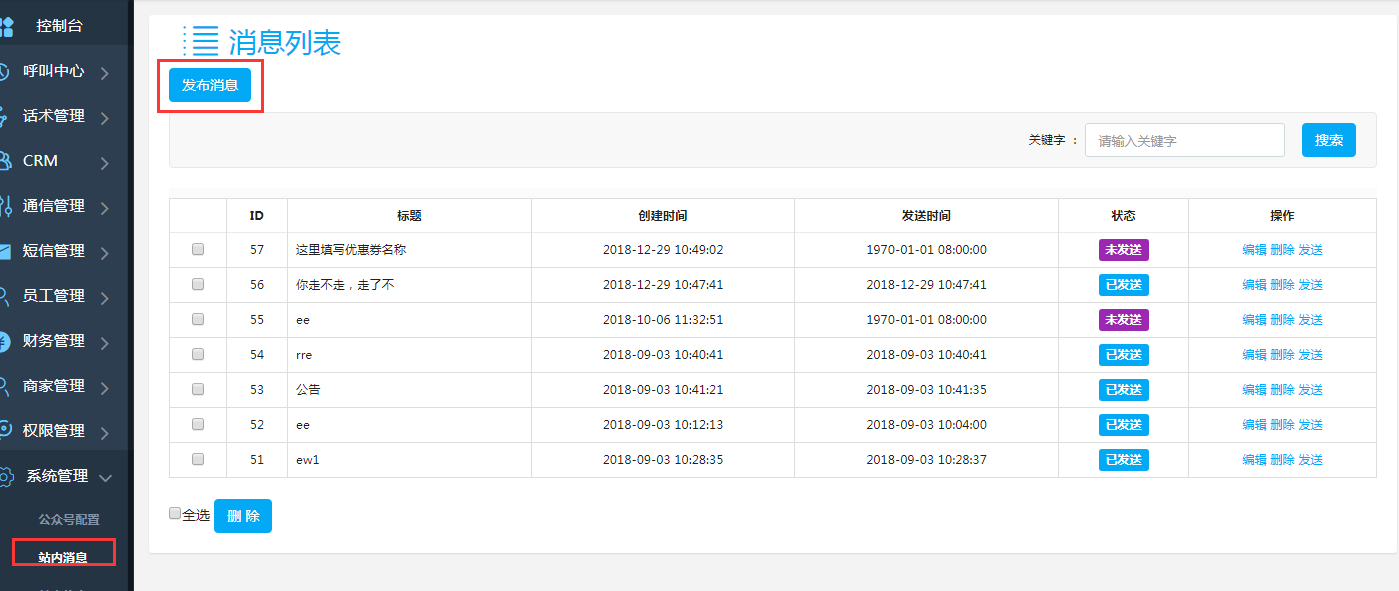 控制台
呼叫中心
话术管理
CRM
通信管理
短信管理
员工管理
财务管理
商家管理
权限管理
系统管理
公众号配置
站内消息
消息列表
发布消息
关键字 ： 请输入关键字 搜索
ID 标题 创建时间 发送时间 状态 操作
57 这里填写优惠券名称 2018-12-29 10:49:02 1970-01-01 08:00:00 未发送 编辑 删除 发送
56 你走不走，走了不 2018-12-29 10:47:41 2018-12-29 10:47:41 已发送 编辑 删除 发送
55 ee 2018-10-06 11:32:51 1970-01-01 08:00:00 未发送 编辑 删除 发送
54 rre 2018-09-03 10:40:41 2018-09-03 10:40:41 已发送 编辑 删除 发送
53 公告 2018-09-03 10:41:21 2018-09-03 10:41:35 已发送 编辑 删除 发送
52 ee 2018-09-03 10:12:13 2018-09-03 10:04:00 已发送 编辑 删除 发送
51 ew1 2018-09-03 10:28:35 2018-09-03 10:28:37 已发送 编辑 删除 发送
全选 删 除